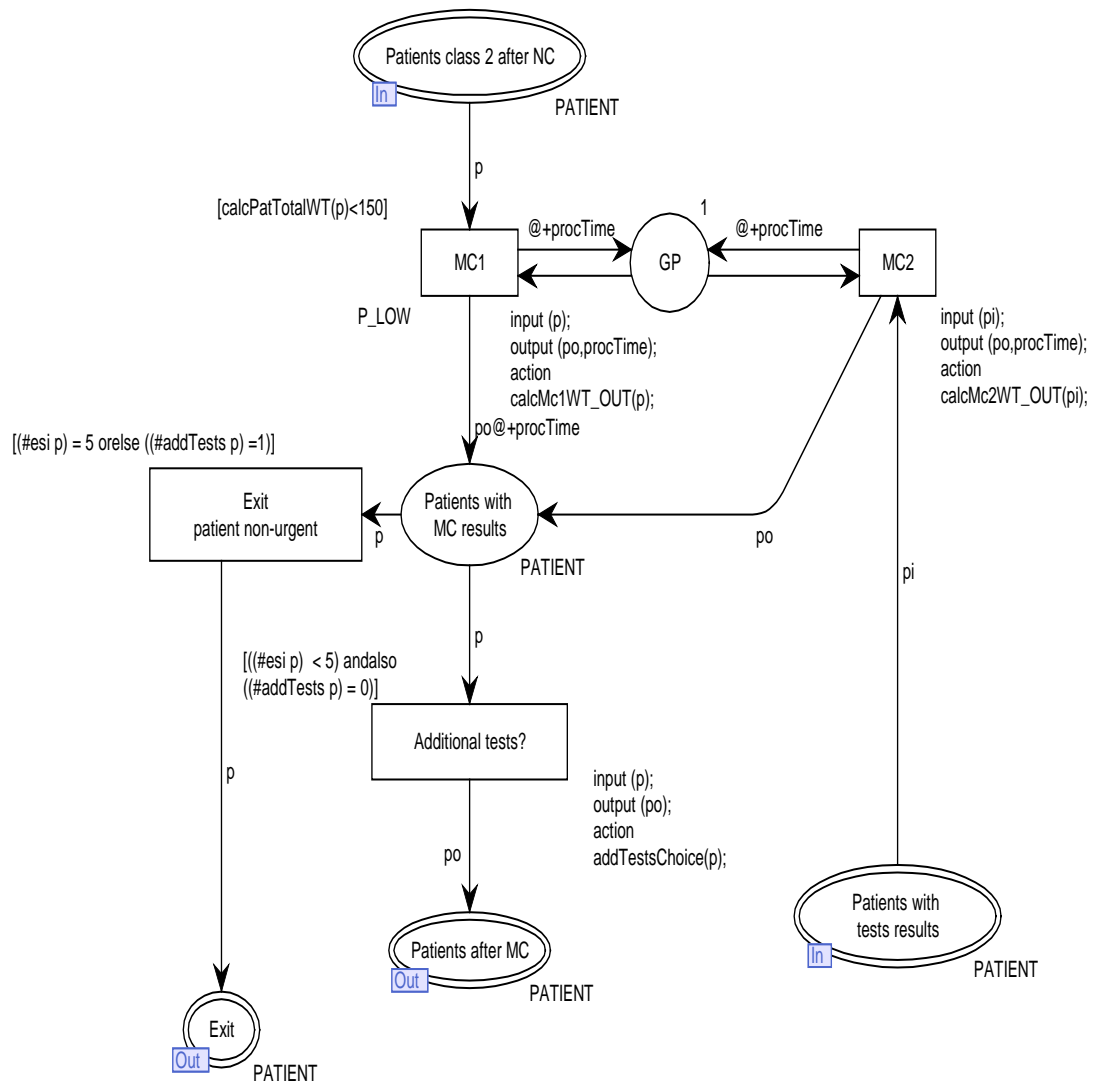 Patients class 2 after NC
In
PATIENT
p
[calcPatTotalWT(p)<150]
1
@+procTime
@+procTime
MC1
GP
MC2
P_LOW
input (p);
output (po,procTime);
action
calcMc1WT_OUT(p);
input (pi);
output (po,procTime);
action
calcMc2WT_OUT(pi);
po@+procTime
[(#esi p) = 5 orelse ((#addTests p) =1)]
Exit
patient non-urgent
p
Patients with
MC results
PATIENT
po
pi
p
[((#esi p)  < 5) andalso
((#addTests p) = 0)]
Additional tests?
p
input (p);
output (po);
action
addTestsChoice(p);
po
Patients with
tests results
In
PATIENT
Patients after MC
Out
PATIENT
Exit
Out
PATIENT